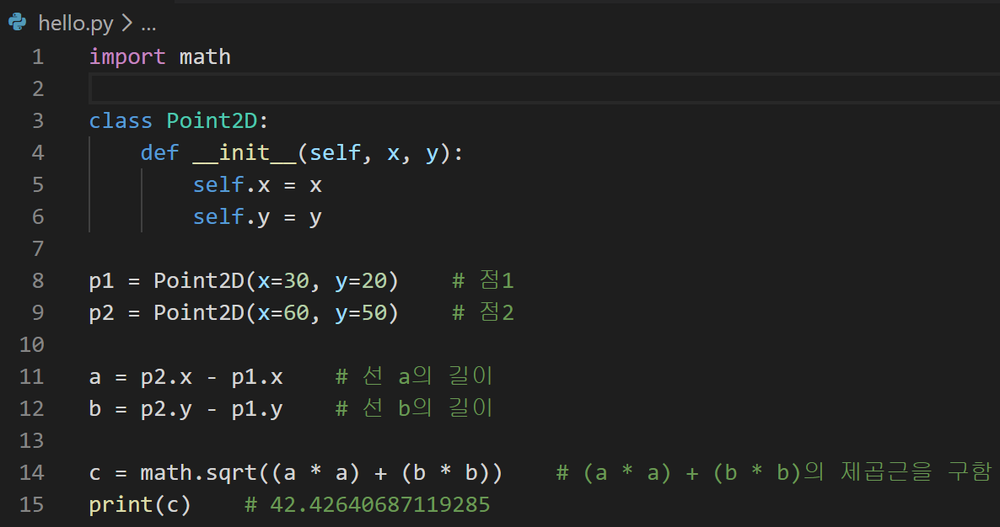 hello.py > ...
1 import math
2
3 class Point2D:
4     def __init__(self, x, y):
5         self.x = x
6         self.y = y
7
8 p1 = Point2D(x=30, y=20)    # 점1
9 p2 = Point2D(x=60, y=50)    # 점2
10
11 a = p2.x - p1.x    # 선 a의 길이
12 b = p2.y - p1.y    # 선 b의 길이
13
14 c = math.sqrt((a * a) + (b * b))    # (a * a) + (b * b)의 제곱근을 구함
15 print(c)    # 42.42640687119285